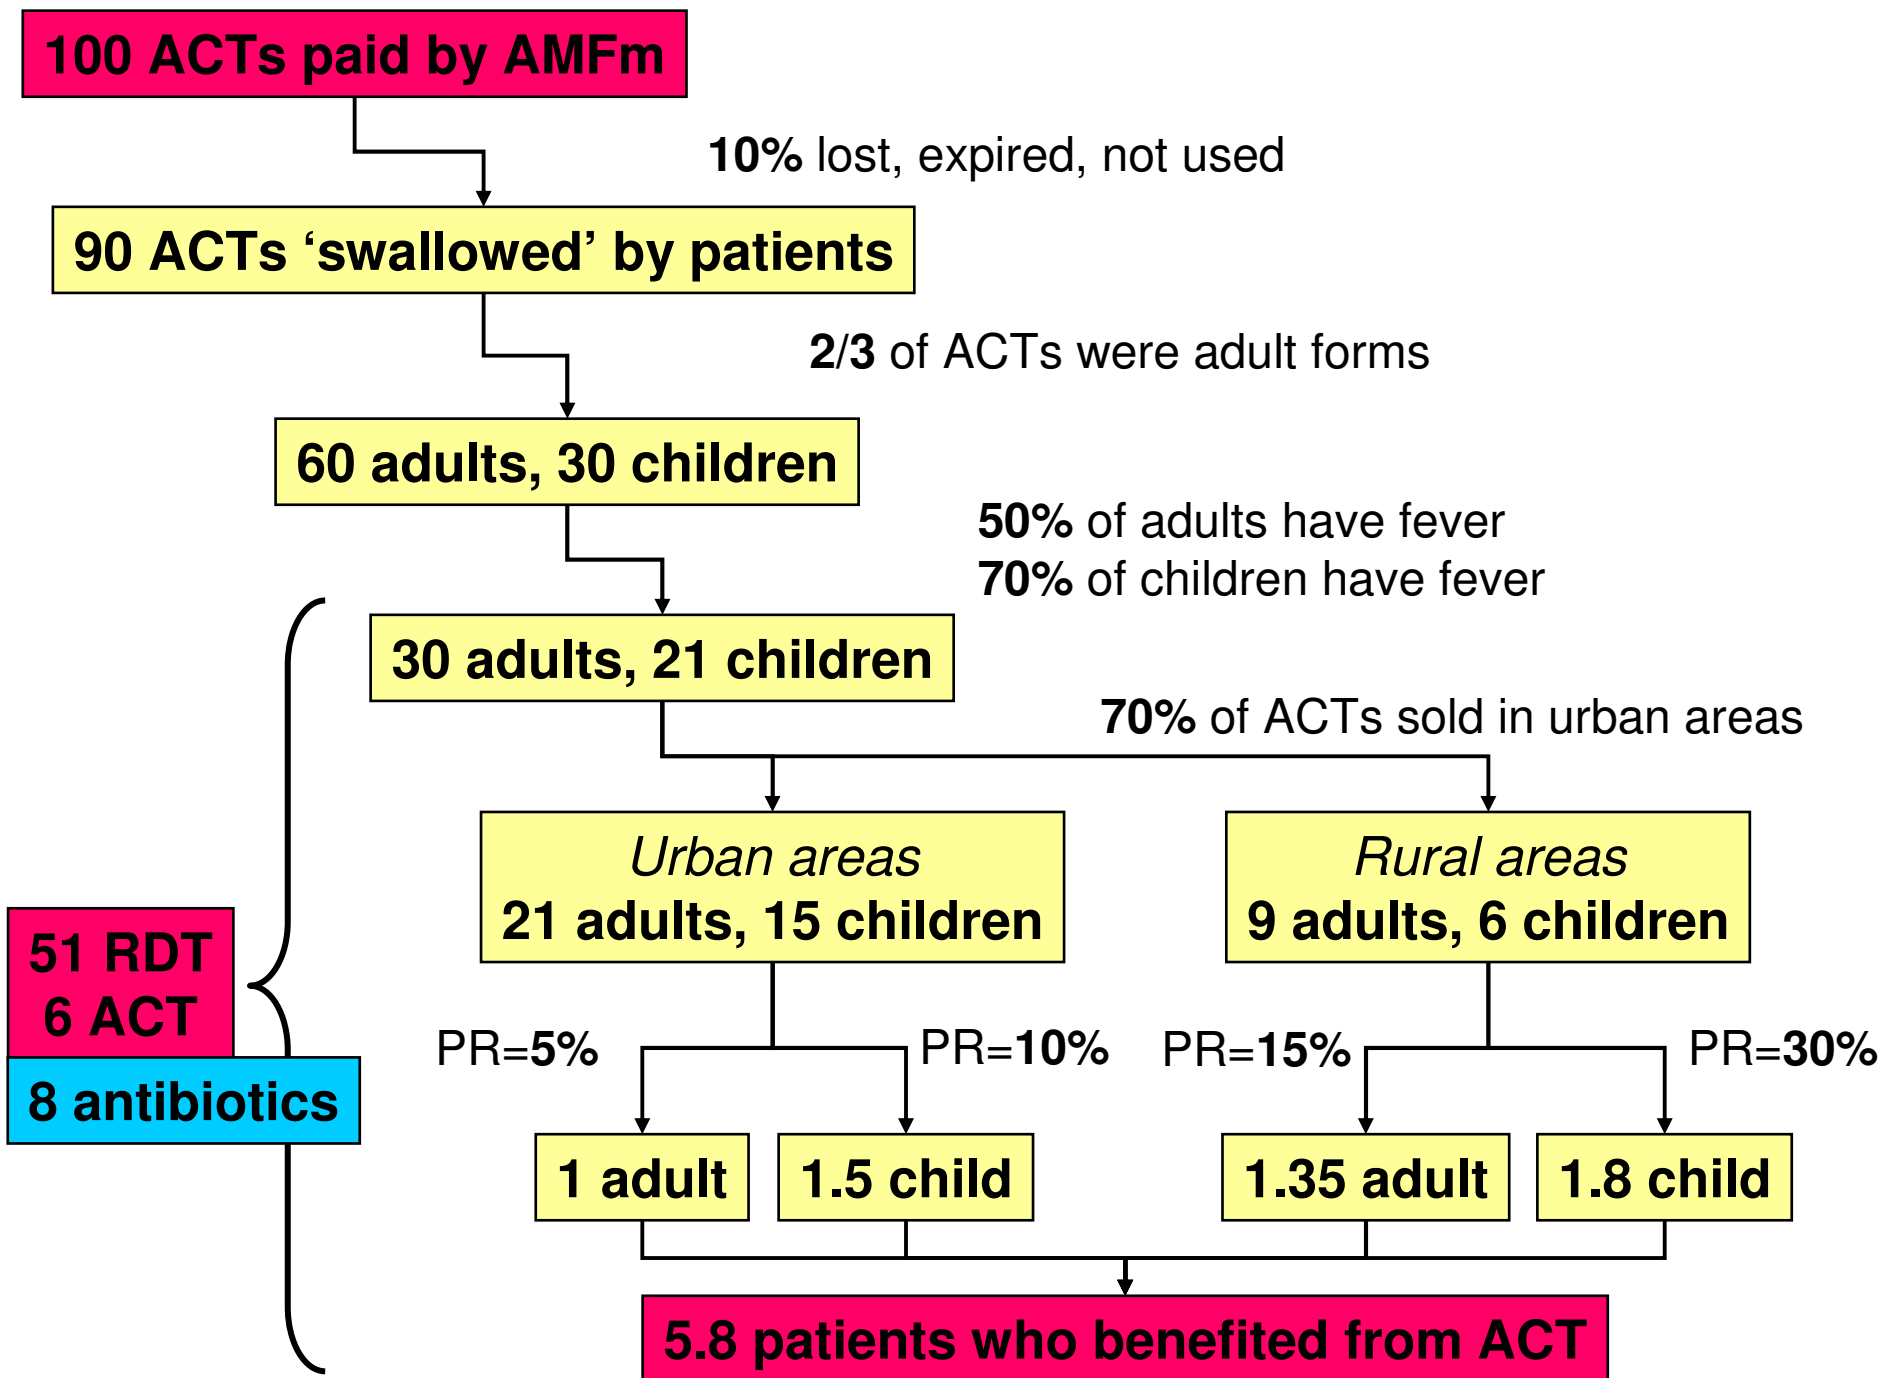 100 ACTs paid by AMFm
10% lost, expired, not used
90 ACTs ‘swallowed’ by patients
2/3 of ACTs were adult forms
60 adults, 30 children
50% of adults have fever
70% of children have fever
30 adults, 21 children
70% of ACTs sold in urban areas
Urban areas
21 adults, 15 children
Rural areas
9 adults, 6 children
51 RDT
6 ACT
8 antibiotics
PR=5%
PR=10%
PR=15%
PR=30%
1 adult
1.5 child
1.35 adult
1.8 child
5.8 patients who benefited from ACT